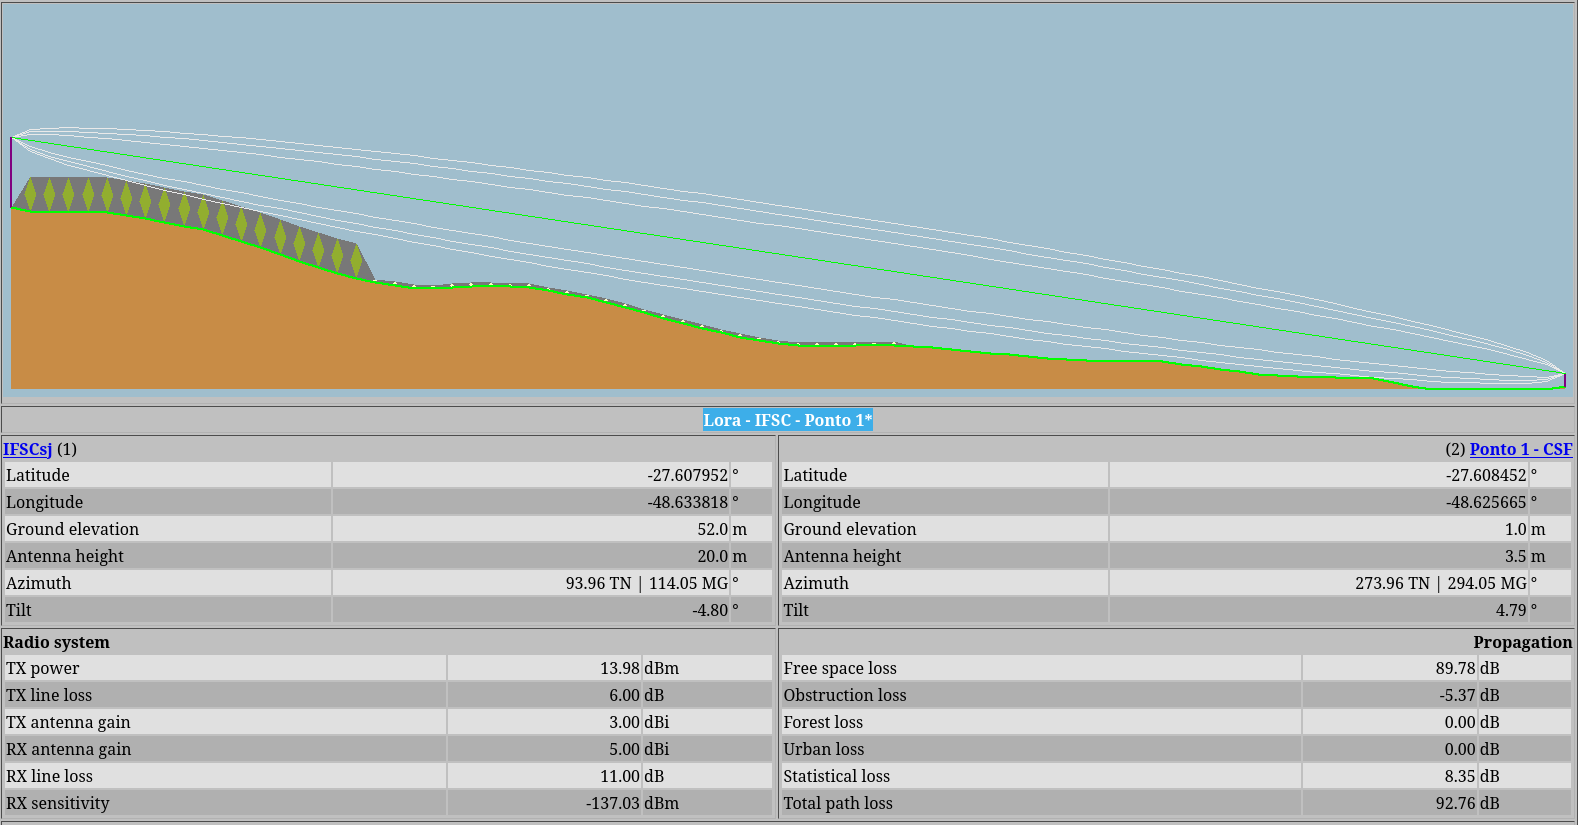 Lora - IFSC - Ponto 1*
IFSCsj (1)
Latitude -27.607952 °
Longitude -48.633818 °
Ground elevation 52.0 m
Antenna height 20.0 m
Azimuth 93.96 TN | 114.05 MG °
Tilt -4.80 °
(2) Ponto 1 - CSF
Latitude -27.608452 °
Longitude -48.625665 °
Ground elevation 1.0 m
Antenna height 3.5 m
Azimuth 273.96 TN | 294.05 MG °
Tilt 4.79 °
Radio system
TX power 13.98 dBm
TX line loss 6.00 dB
TX antenna gain 3.00 dBi
RX antenna gain 5.00 dBi
RX line loss 11.00 dB
RX sensitivity -137.03 dBm
Propagation
Free space loss 89.78 dB
Obstruction loss -5.37 dB
Forest loss 0.00 dB
Urban loss 0.00 dB
Statistical loss 8.35 dB
Total path loss 92.76 dB